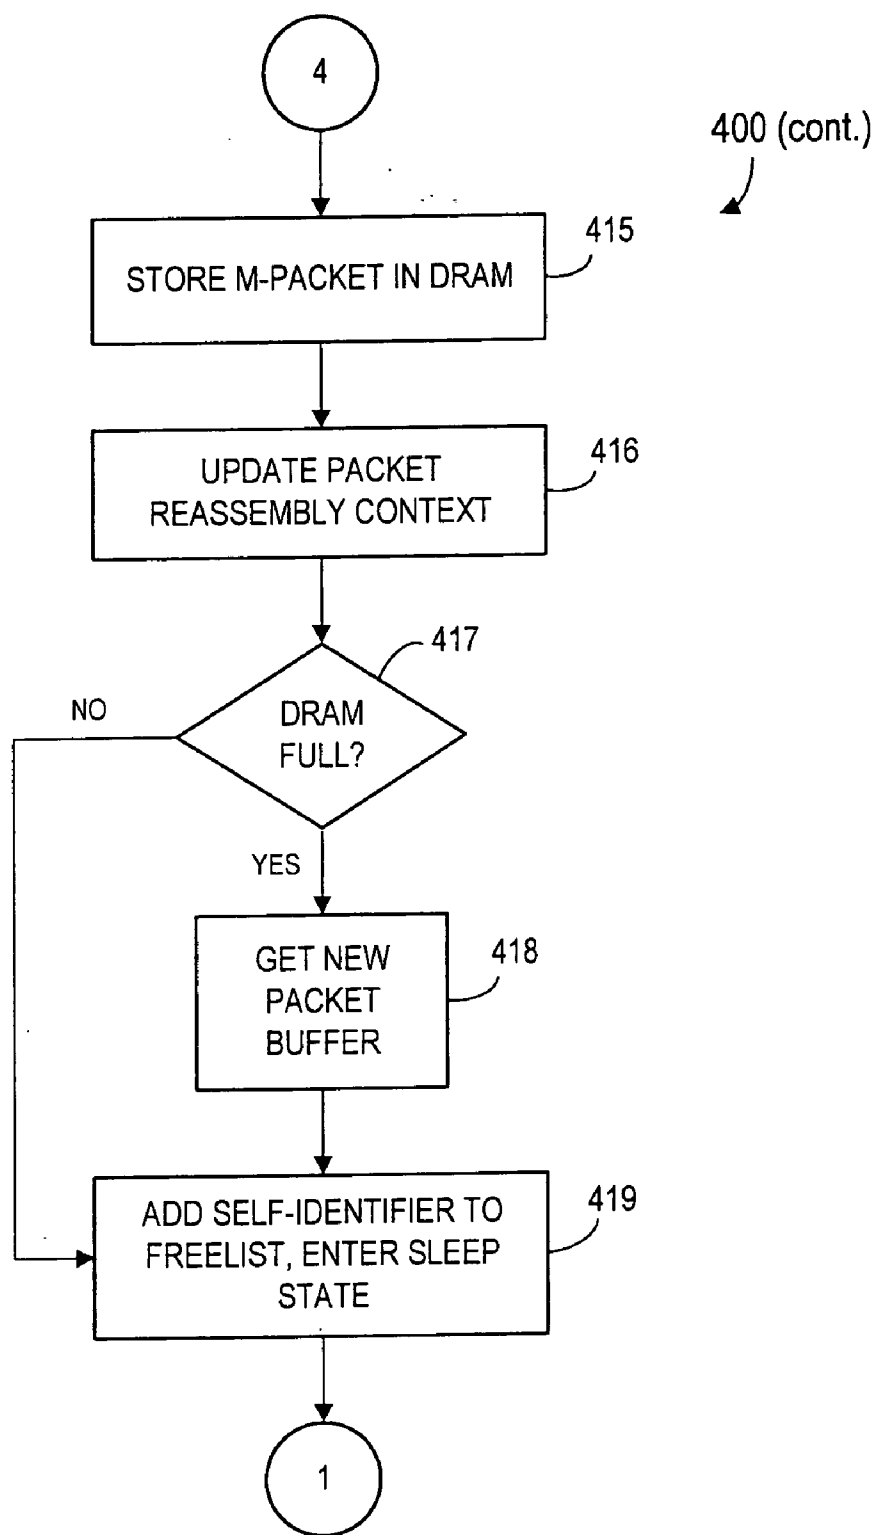 4
400 (cont.)
415
STORE M-PACKET IN DRAM
416
UPDATE PACKET
REASSEMBLY CONTEXT
417
NO
DRAM
FULL?
YES
418
GET NEW
PACKET
BUFFER
419
ADD SELF-IDENTIFIER TO
FREELIST, ENTER SLEEP
STATE
1